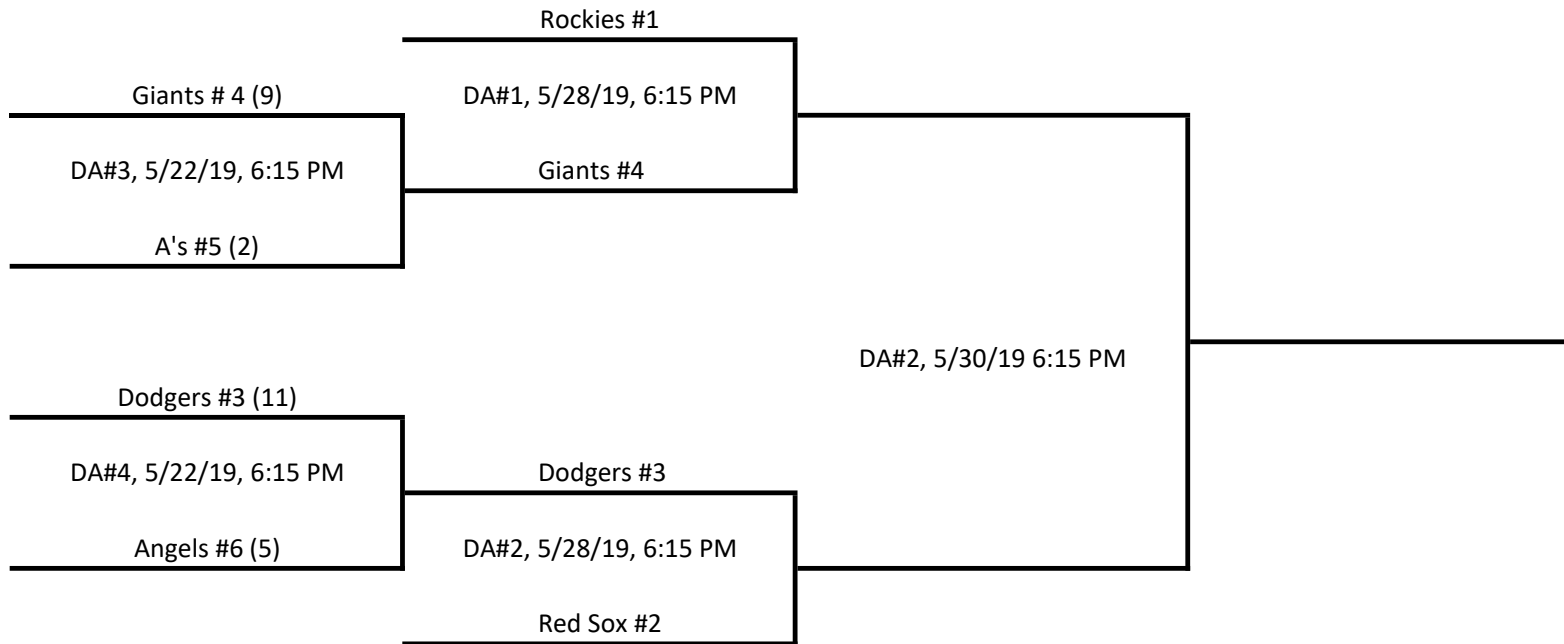 Rockies #1
Giants # 4 (9)
DA#1, 5/28/19, 6:15 PM
DA#3, 5/22/19, 6:15 PM
Giants #4
A's #5 (2)
DA#2, 5/30/19 6:15 PM
Dodgers #3 (11)
DA#4, 5/22/19, 6:15 PM
Dodgers #3
Angels #6 (5)
DA#2, 5/28/19, 6:15 PM
Red Sox #2